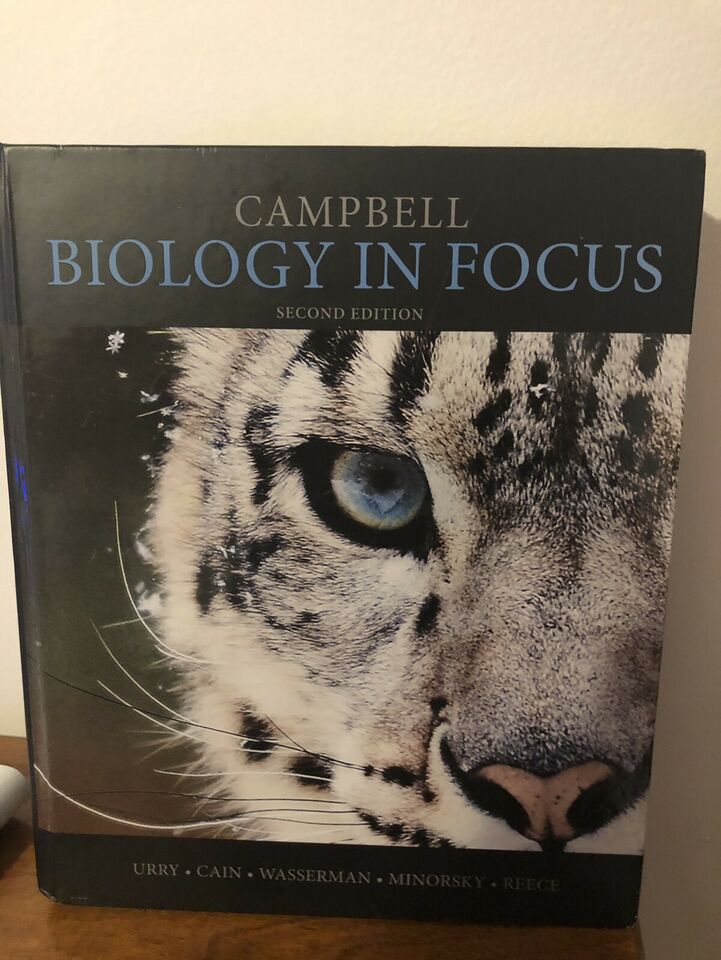 CAMPBELL
BIOLOGY IN FOCUS
SECOND EDITION
URRY • CAIN • WASSERMAN • MINORSKY • REECE